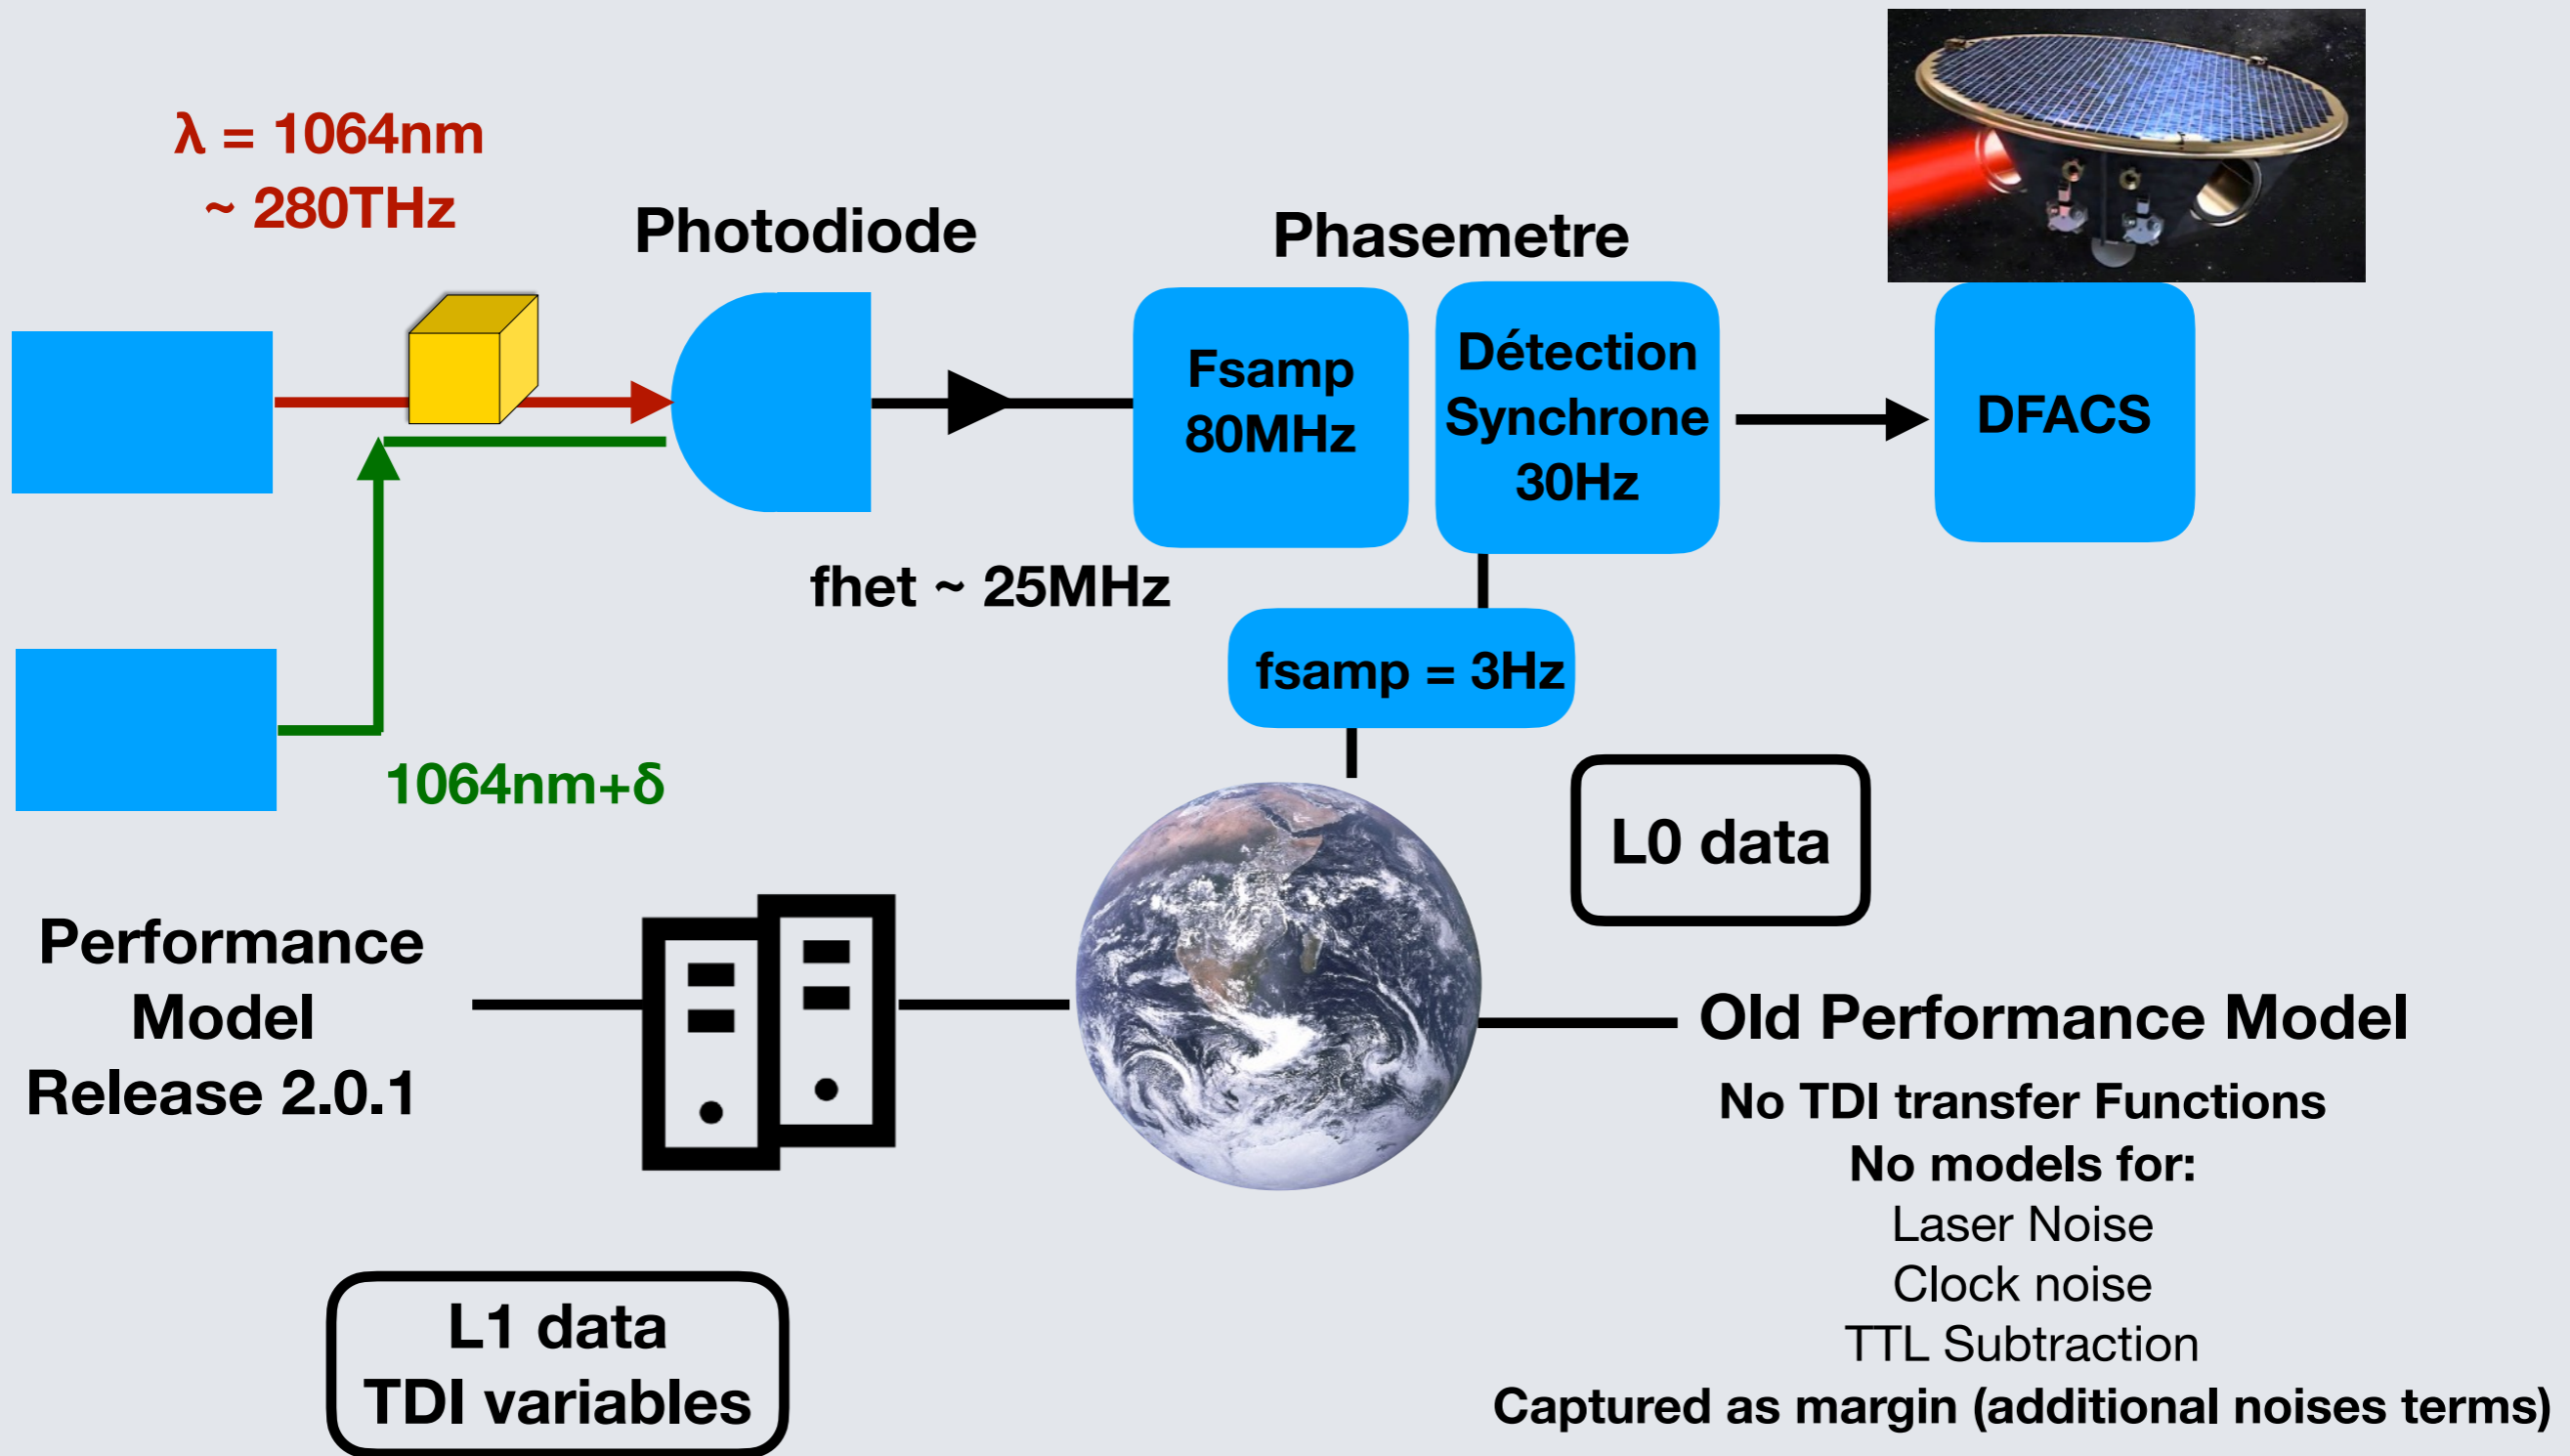 λ = 1064nm
~ 280THz
Photodiode
Phasemetre
Fsamp
80MHz
Détection
Synchrone
30Hz
DFACS
fhet ~ 25MHz
fsamp = 3Hz
1064nm+δ
L0 data
Performance
Model
Release 2.0.1
Old Performance Model
No TDI transfer Functions
No models for:
Laser Noise
Clock noise
TTL Subtraction
Captured as margin (additional noises terms)
L1 data
TDI variables